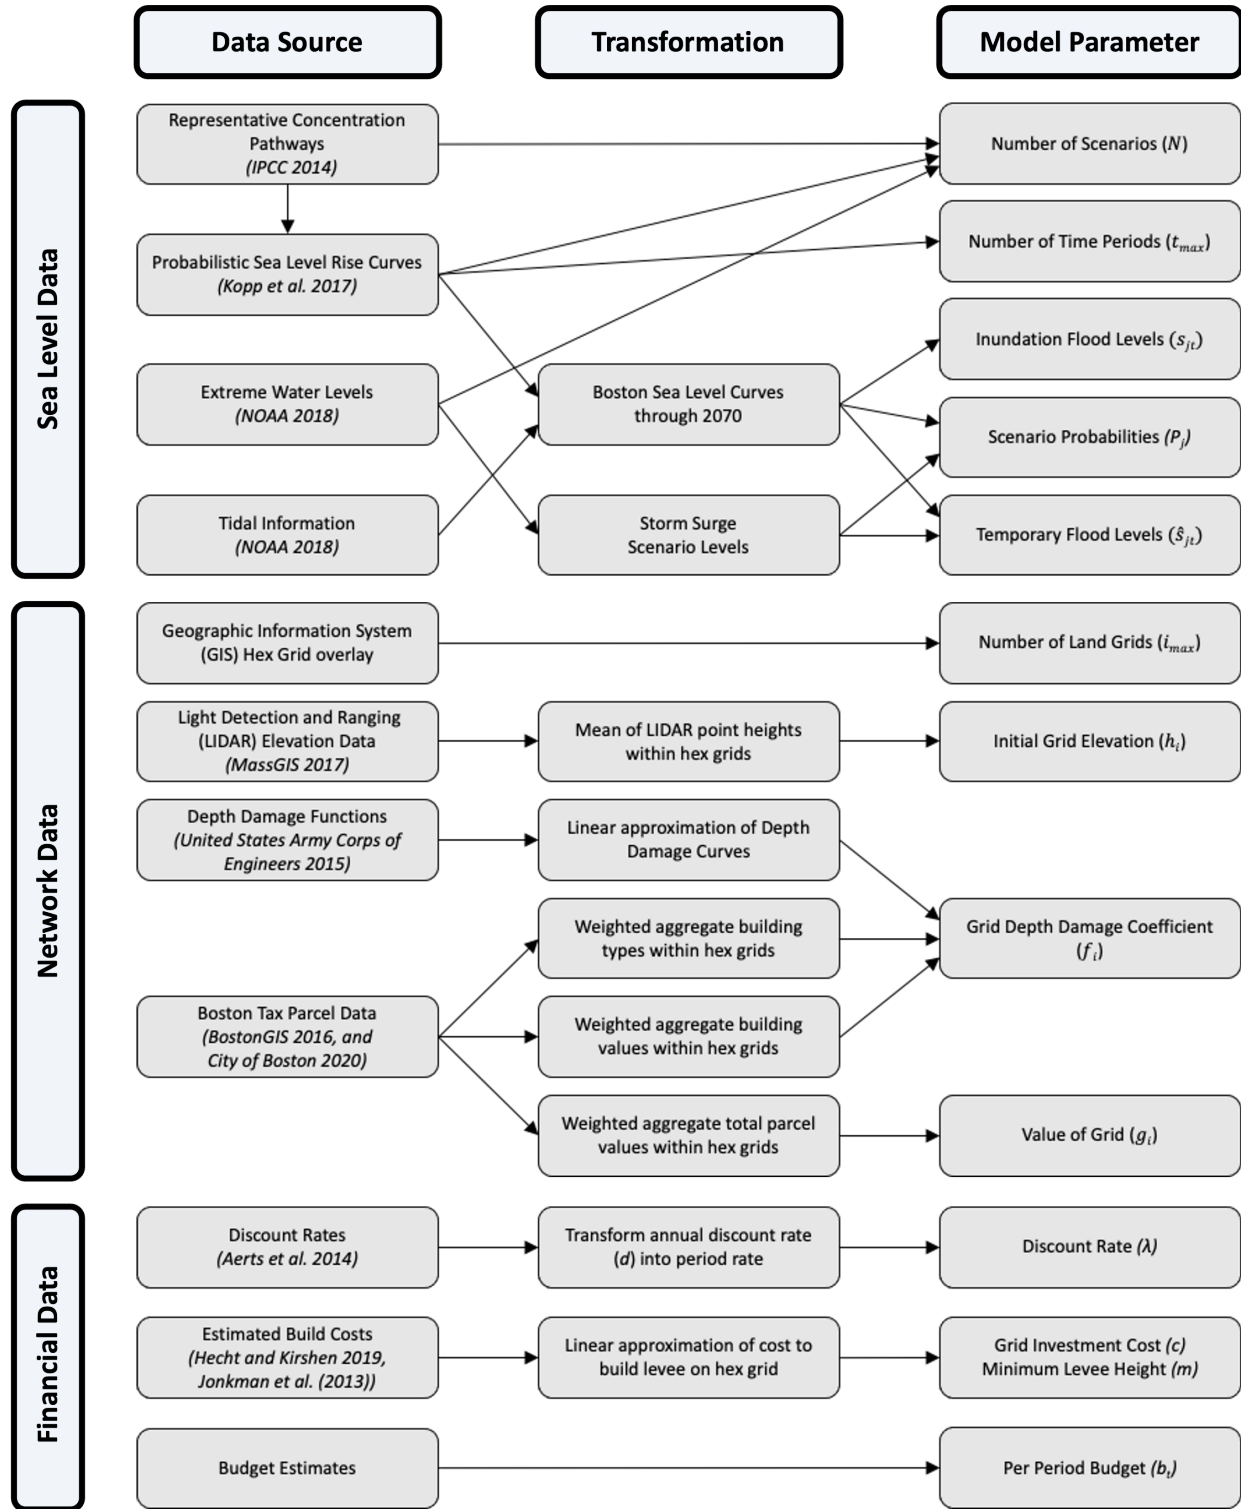 Data Source
Transformation
Model Parameter
Sea Level Data
Representative Concentration
Pathways
(IPCC 2014)
Number of Scenarios (N)
Probabilistic Sea Level Rise Curves
(Kopp et al. 2017)
Number of Time Periods (t_max)
Inundation Flood Levels (s_jt)
Extreme Water Levels
(NOAA 2018)
Boston Sea Level Curves
through 2070
Scenario Probabilities (P_j)
Tidal Information
(NOAA 2018)
Storm Surge
Scenario Levels
Temporary Flood Levels (ŝ_jt)
Network Data
Geographic Information System
(GIS) Hex Grid overlay
Number of Land Grids (i_max)
Light Detection and Ranging
(LIDAR) Elevation Data
(MassGIS 2017)
Mean of LIDAR point heights
within hex grids
Initial Grid Elevation (h_i)
Depth Damage Functions
(United States Army Corps of
Engineers 2015)
Linear approximation of Depth
Damage Curves
Weighted aggregate building
types within hex grids
Grid Depth Damage Coefficient
(f_i)
Boston Tax Parcel Data
(BostonGIS 2016, and
City of Boston 2020)
Weighted aggregate building
values within hex grids
Weighted aggregate total parcel
values within hex grids
Value of Grid (g_i)
Financial Data
Discount Rates
(Aerts et al. 2014)
Transform annual discount rate
(d) into period rate
Discount Rate (λ)
Estimated Build Costs
(Hecht and Kirshen 2019,
Jonkman et al. (2013))
Linear approximation of cost to
build levee on hex grid
Grid Investment Cost (c)
Minimum Levee Height (m)
Budget Estimates
Per Period Budget (b_t)